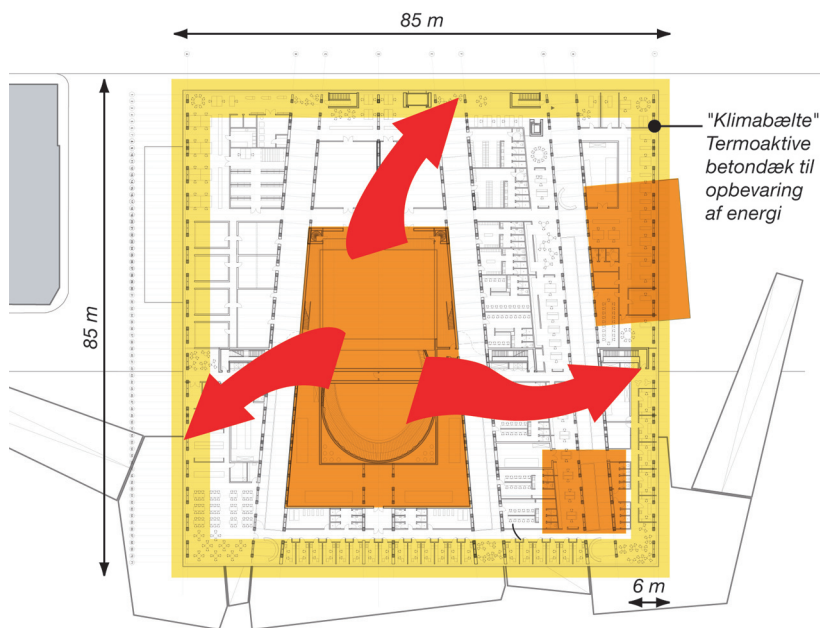 85 m
85 m
"Klimabælte"
Termoaktive
betondæk til
opbevaring
af energi
6 m